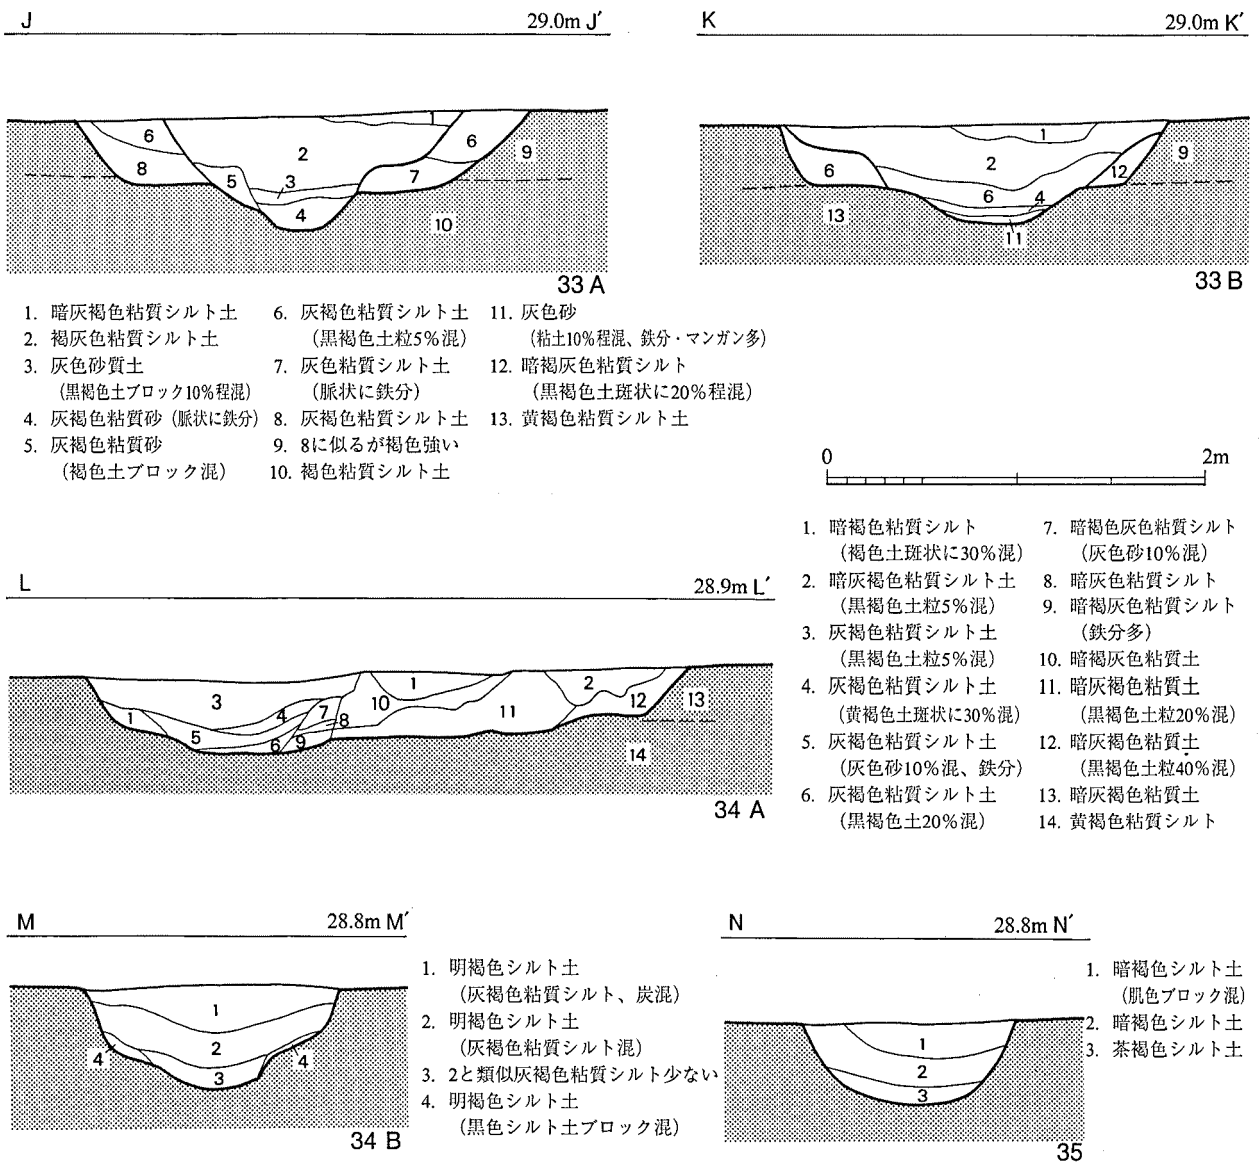 J 29.0m J′
K 29.0m K′
1
6
2
6
9
8
5
3
7
4
10
33 A
1
9
2
6
12
6
4
13
11
33 B
1. 暗灰褐色粘質シルト土
2. 褐灰色粘質シルト土
3. 灰色砂質土
(黒褐色土ブロック10%程混)
4. 灰褐色粘質砂(脈状に鉄分)
5. 灰褐色粘質砂
(褐色土ブロック混)
6. 灰褐色粘質シルト土
(黒褐色土粒5%混)
7. 灰色粘質シルト土
(脈状に鉄分)
8. 灰褐色粘質シルト土
9. 8に似るが褐色強い
10. 褐色粘質シルト土
11. 灰色砂
(粘土10%程混、鉄分・マンガン多)
12. 暗褐灰色粘質シルト
(黒褐色土斑状に20%程混)
13. 黄褐色粘質シルト土
0 2m
L 28.9m L′
1
2
3
10
12
13
4
7
11
1
8
5
6
9
14
34 A
1. 暗褐色粘質シルト
(褐色土斑状に30%混)
2. 暗灰褐色粘質シルト土
(黒褐色土粒5%混)
3. 灰褐色粘質シルト土
(黒褐色土粒5%混)
4. 灰褐色粘質シルト土
(黄褐色土斑状に30%混)
5. 灰褐色粘質シルト土
(灰色砂10%混、鉄分)
6. 灰褐色粘質シルト土
(黒褐色土20%混)
7. 暗褐色灰色粘質シルト
(灰色砂10%混)
8. 暗灰色粘質シルト
9. 暗褐灰色粘質シルト
(鉄分多)
10. 暗褐灰色粘質土
11. 暗灰褐色粘質土
(黒褐色土粒20%混)
12. 暗灰褐色粘質土
(黒褐色土粒40%混)
13. 暗灰褐色粘質土
14. 黄褐色粘質シルト
M 28.8m M′
1
2
4
4
3
34 B
1. 明褐色シルト土
(灰褐色粘質シルト、炭混)
2. 明褐色シルト土
(灰褐色粘質シルト混)
3. 2と類似灰褐色粘質シルト少ない
4. 明褐色シルト土
(黒色シルト土ブロック混)
N 28.8m N′
1
2
3
35
1. 暗褐色シルト土
(肌色ブロック混)
2. 暗褐色シルト土
3. 茶褐色シルト土